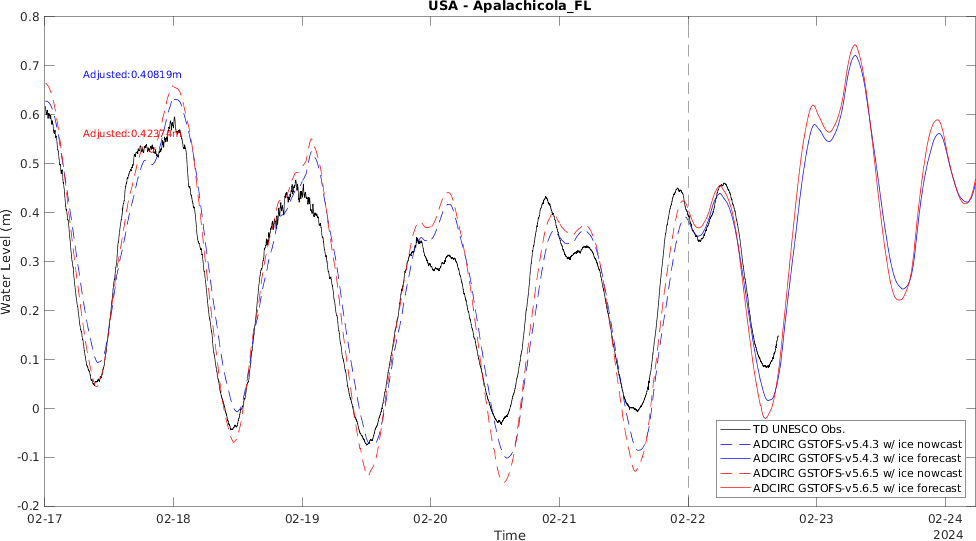 USA - Apalachicola_FL
0.8
0.7
0.6
0.5
0.4
0.3
0.2
0.1
0
-0.1
-0.2
Water Level (m)
Adjusted:0.40819m
Adjusted:0.42374m
TD UNESCO Obs.
ADCIRC GSTOFS-v5.4.3 w/ ice nowcast
ADCIRC GSTOFS-v5.4.3 w/ ice forecast
ADCIRC GSTOFS-v5.6.5 w/ ice nowcast
ADCIRC GSTOFS-v5.6.5 w/ ice forecast
02-17 02-18 02-19 02-20 02-21 02-22 02-23 02-24
Time
2024